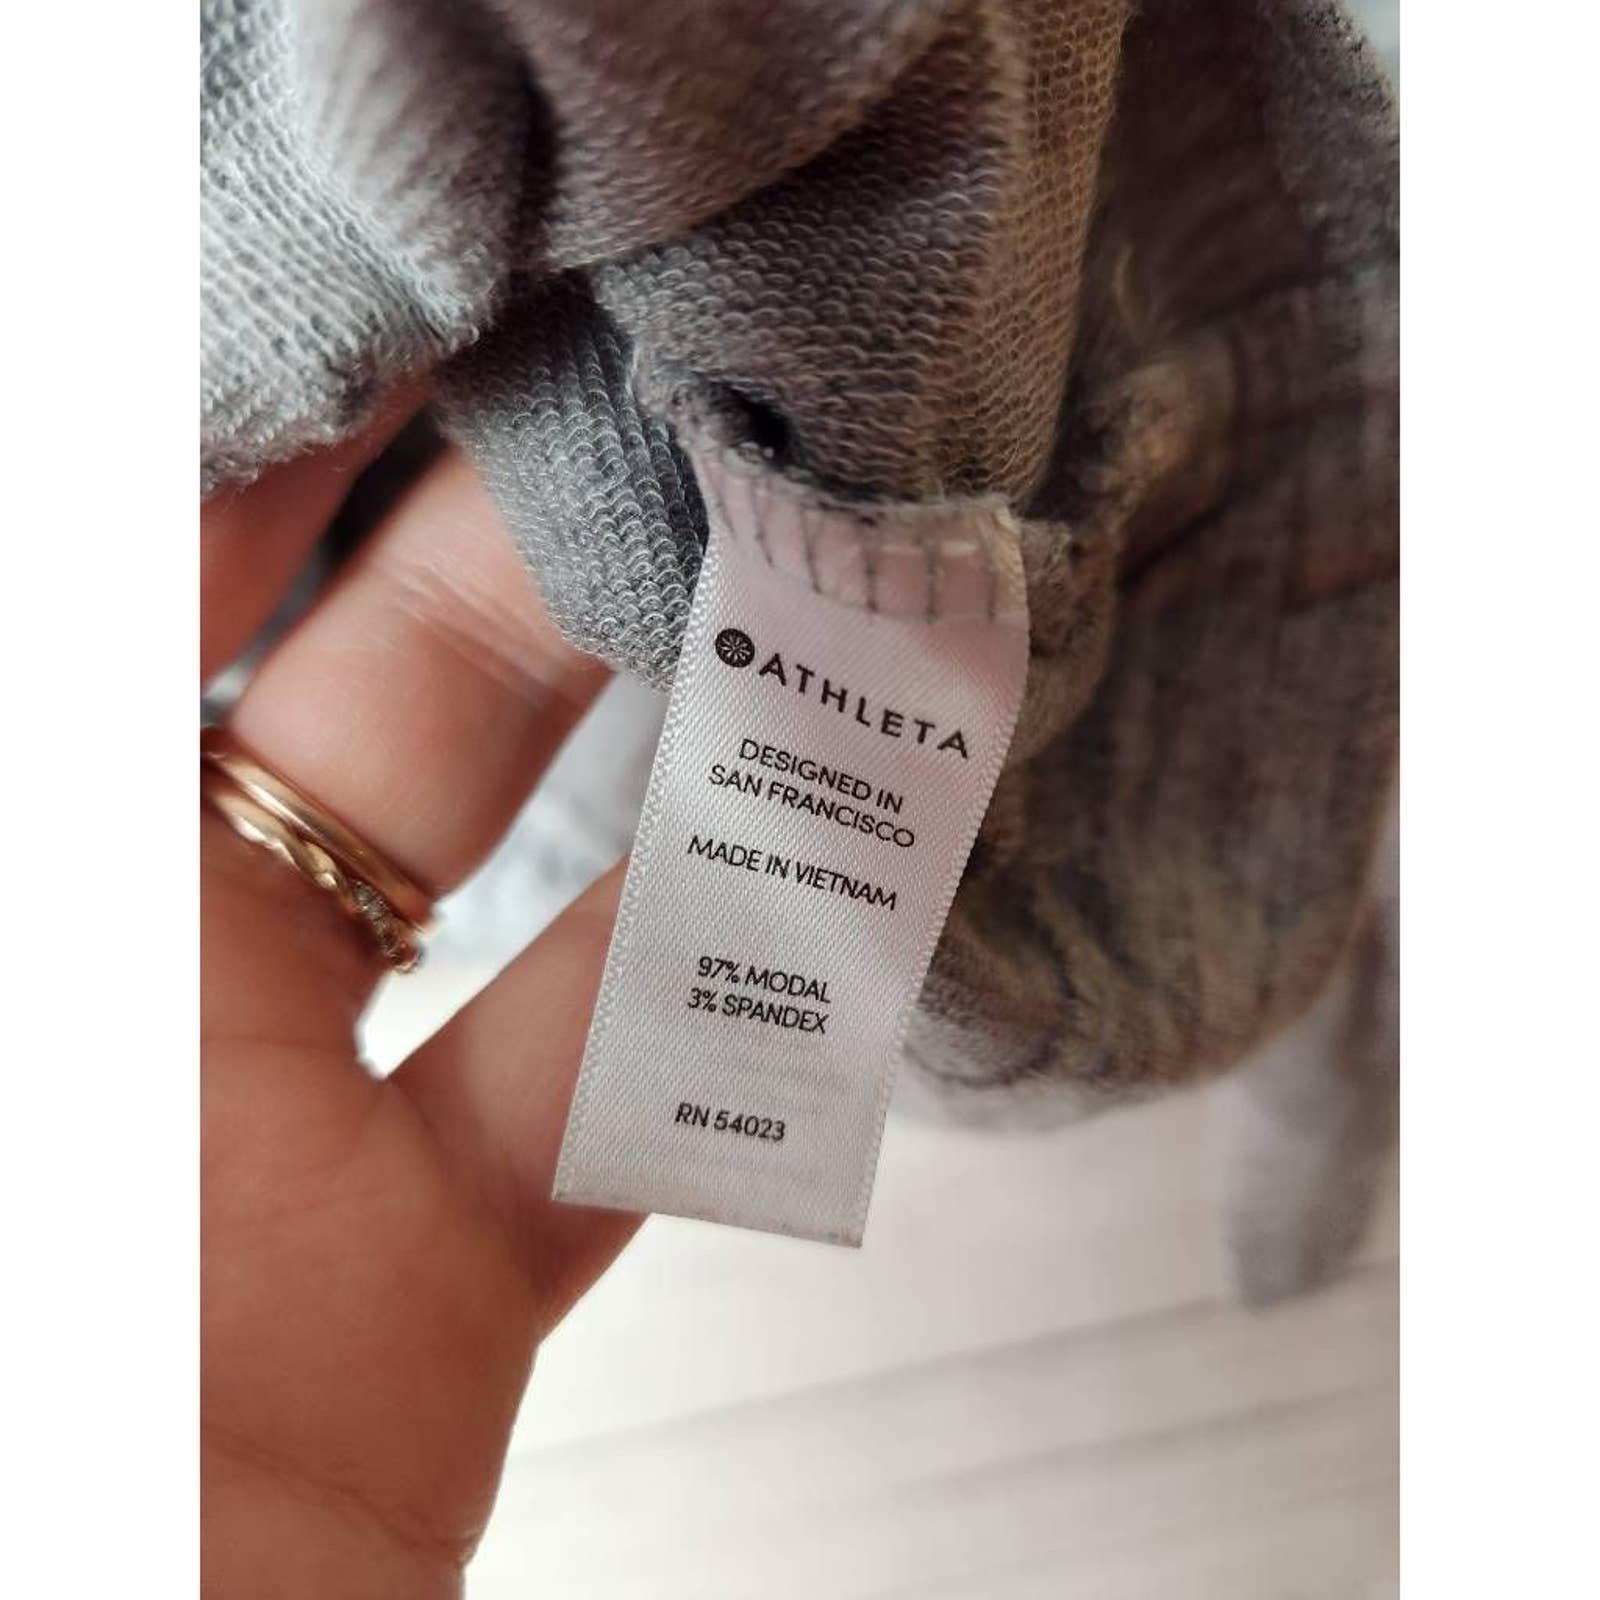 ATHLETA
DESIGNED IN
SAN FRANCISCO
MADE IN VIETNAM
97% MODAL
3% SPANDEX
RN 54023